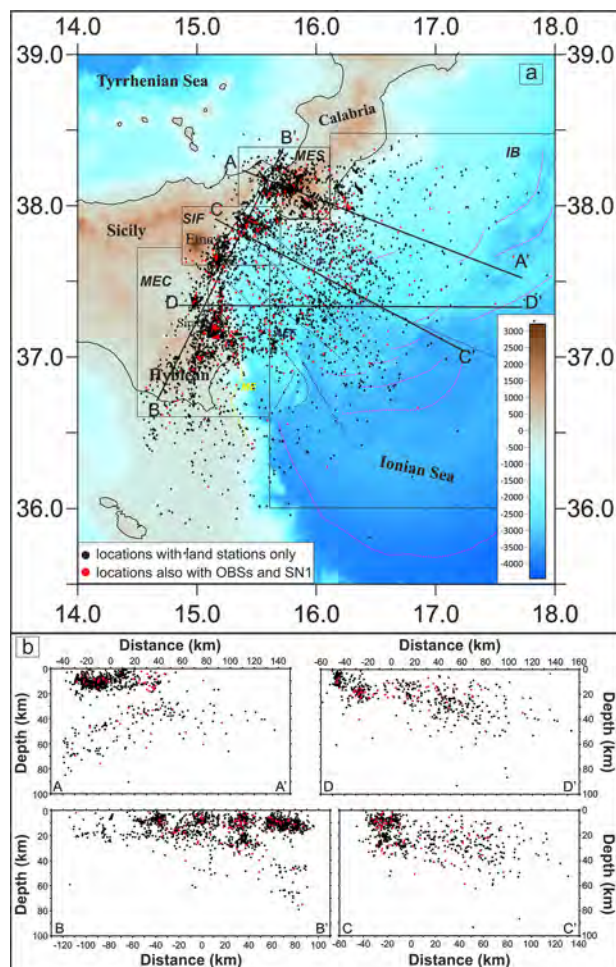 14.0 15.0 16.0 17.0 18.0
39.0 39.0
a
Tyrrhenian Sea
Calabria
B'
A
MES
IB
38.0 38.0
C
SIF
Sicily
Etna
A'
MEC
D
D'
37.0 37.0
C'
Hyblean
B
Ionian Sea
36.0 36.0
3000
2500
2000
1500
1000
500
0
-500
-1000
-1500
-2000
-2500
-3000
-3500
-4000
locations with land stations only
locations also with OBSs and SN1
14.0 15.0 16.0 17.0 18.0
b
Distance (km)
-40 -20 0 20 40 60 80 100 120 140
Depth (km)
0
20
40
60
80
100
A A'
Distance (km)
-60 -40 -20 0 20 40 60 80 100 120 140 160
0
20
40
60
80
100
Depth (km)
D D'
Depth (km)
0
20
40
60
80
100
B B'
-120 -100 -80 -60 -40 -20 0 20 40 60 80 100
Distance (km)
0
20
40
60
80
100
Depth (km)
C C'
-60 -40 -20 0 20 40 60 80 100 120 140 160
Distance (km)